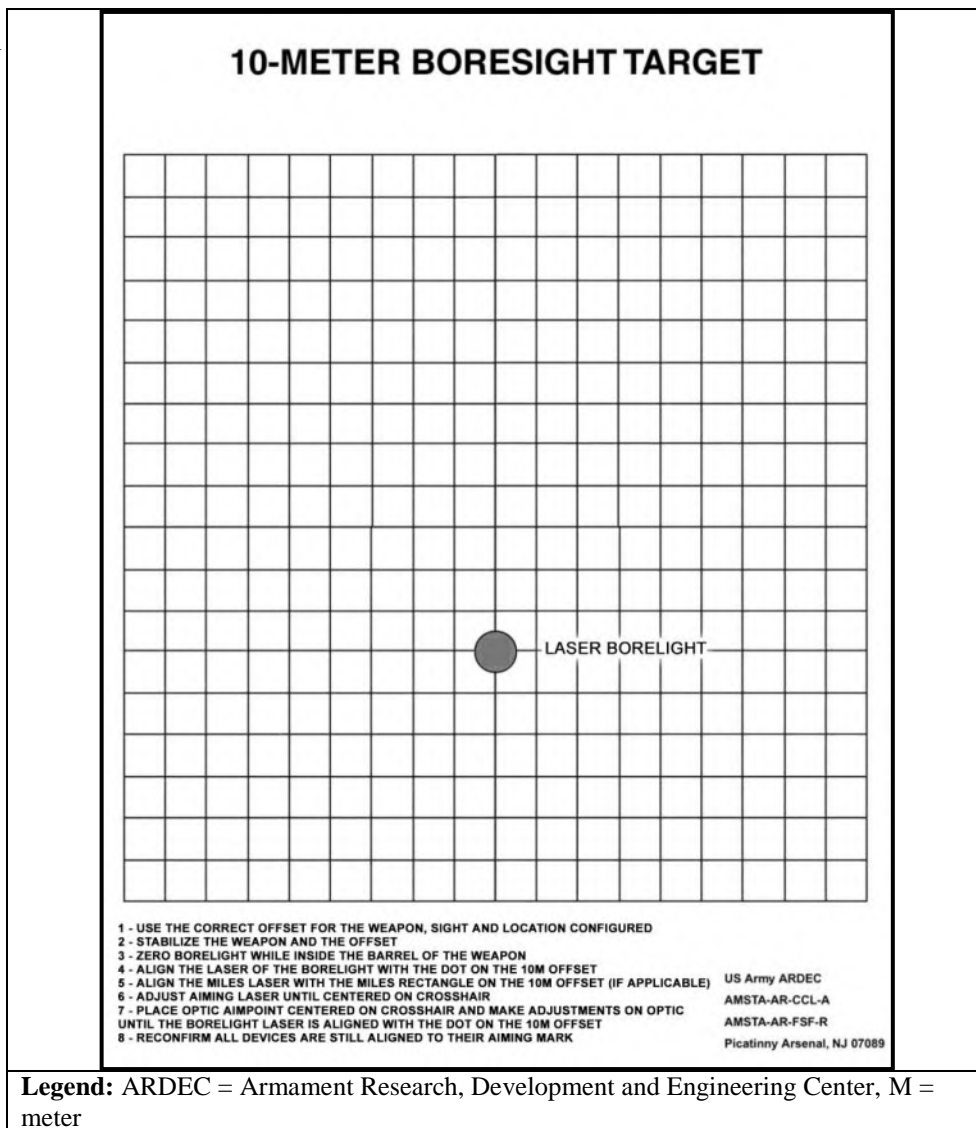 10-METER BORESIGHT TARGET
LASER BORELIGHT
1 - USE THE CORRECT OFFSET FOR THE WEAPON, SIGHT AND LOCATION CONFIGURED
2 - STABILIZE THE WEAPON AND THE OFFSET
3 - ZERO BORELIGHT WHILE INSIDE THE BARREL OF THE WEAPON
4 - ALIGN THE LASER OF THE BORELIGHT WITH THE DOT ON THE 10M OFFSET
5 - ALIGN THE MILES LASER WITH THE MILES RECTANGLE ON THE 10M OFFSET (IF APPLICABLE)
6 - ADJUST AIMING LASER UNTIL CENTERED ON CROSSHAIR
7 - PLACE OPTIC AIMPOINT CENTERED ON CROSSHAIR AND MAKE ADJUSTMENTS ON OPTIC
UNTIL THE BORELIGHT LASER IS ALIGNED WITH THE DOT ON THE 10M OFFSET
8 - RECONFIRM ALL DEVICES ARE STILL ALIGNED TO THEIR AIMING MARK
US Army ARDEC
AMSTA-AR-CCL-A
AMSTA-AR-FSF-R
Picatinny Arsenal, NJ 07089
Legend: ARDEC = Armament Research, Development and Engineering Center, M =
meter